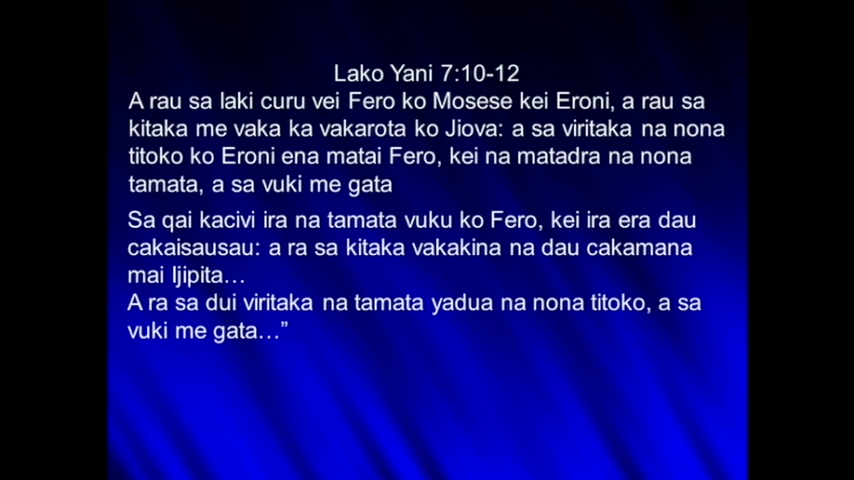 Lako Yani 7:10-12
A rau sa laki curu vei Fero ko Mosese kei Eroni, a rau sa
kitaka me vaka ka vakarota ko Jiova: a sa viritaka na nona
titoko ko Eroni ena matai Fero, kei na matadra na nona
tamata, a sa vuki me gata
Sa qai kacivi ira na tamata vuku ko Fero, kei ira era dau
cakaisausau: a ra sa kitaka vakakina na dau cakamana
mai Ijipita…
A ra sa dui viritaka na tamata yadua na nona titoko, a sa
vuki me gata…”